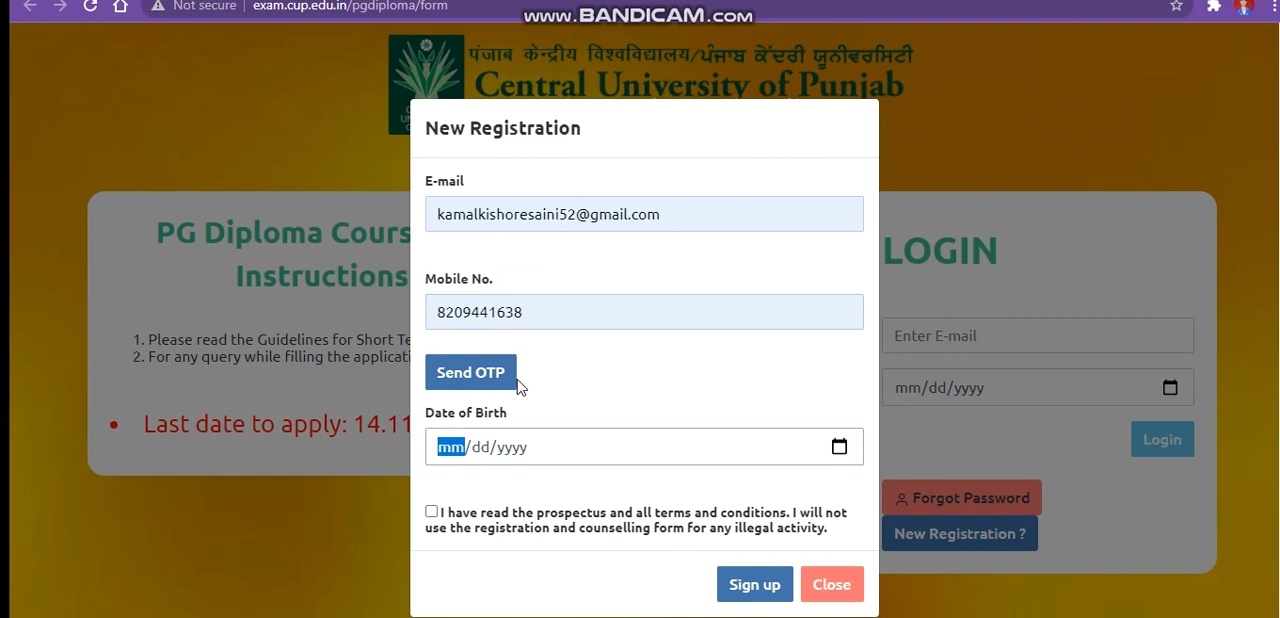 Not secure exam.cup.edu.in/pgdiploma/form
www.BANDICAM.com
पंजाब केन्द्रीय विश्वविद्यालय/ਪੰਜਾਬ ਕੇਂਦਰੀ ਯੂਨੀਵਰਸਿਟੀ
Central University of Punjab
New Registration
E-mail
kamalkishoresaini52@gmail.com
Mobile No.
8209441638
Send OTP
Date of Birth
mm/dd/yyyy
I have read the prospectus and all terms and conditions. I will not
use the registration and counselling form for any illegal activity.
Sign up Close
PG Diploma Cours
Instructions
1. Please read the Guidelines for Short Te
2. For any query while filling the applicati
• Last date to apply: 14.11
LOGIN
Enter E-mail
mm/dd/yyyy
Login
Forgot Password
New Registration ?